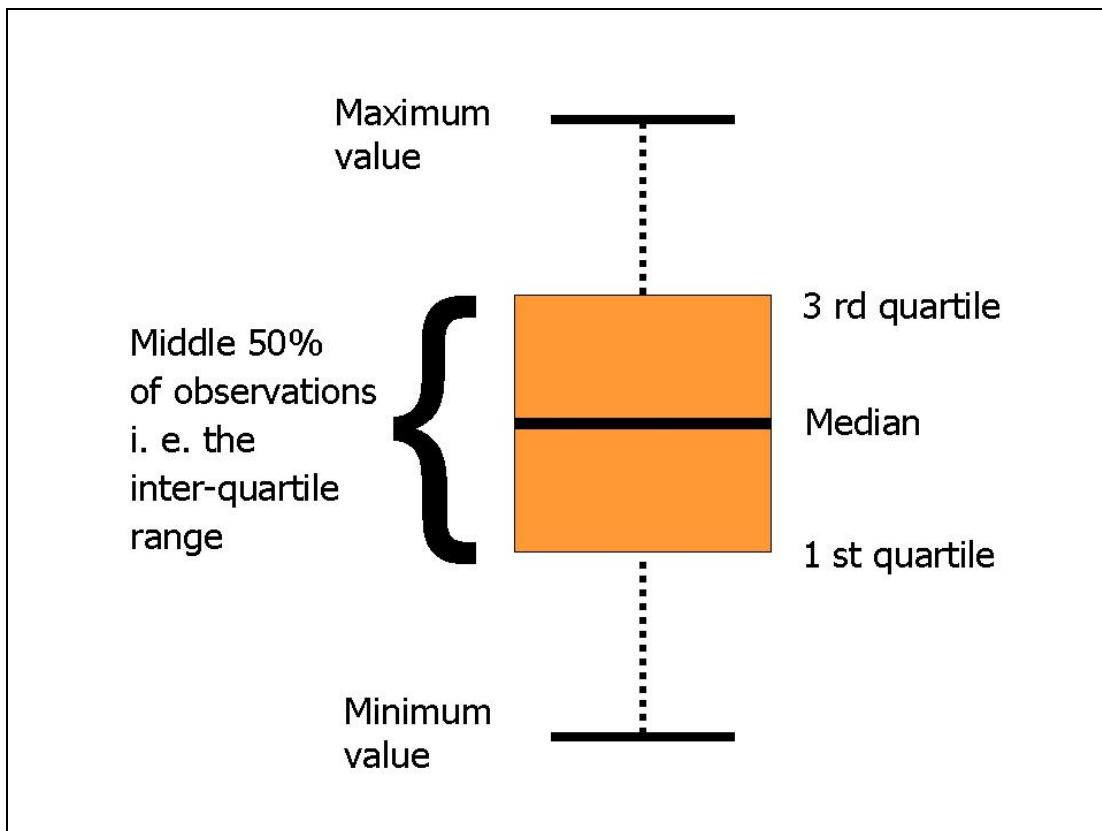 Maximum
value
3 rd quartile
Middle 50%
of observations
i. e. the
inter-quartile
range
Median
1 st quartile
Minimum
value